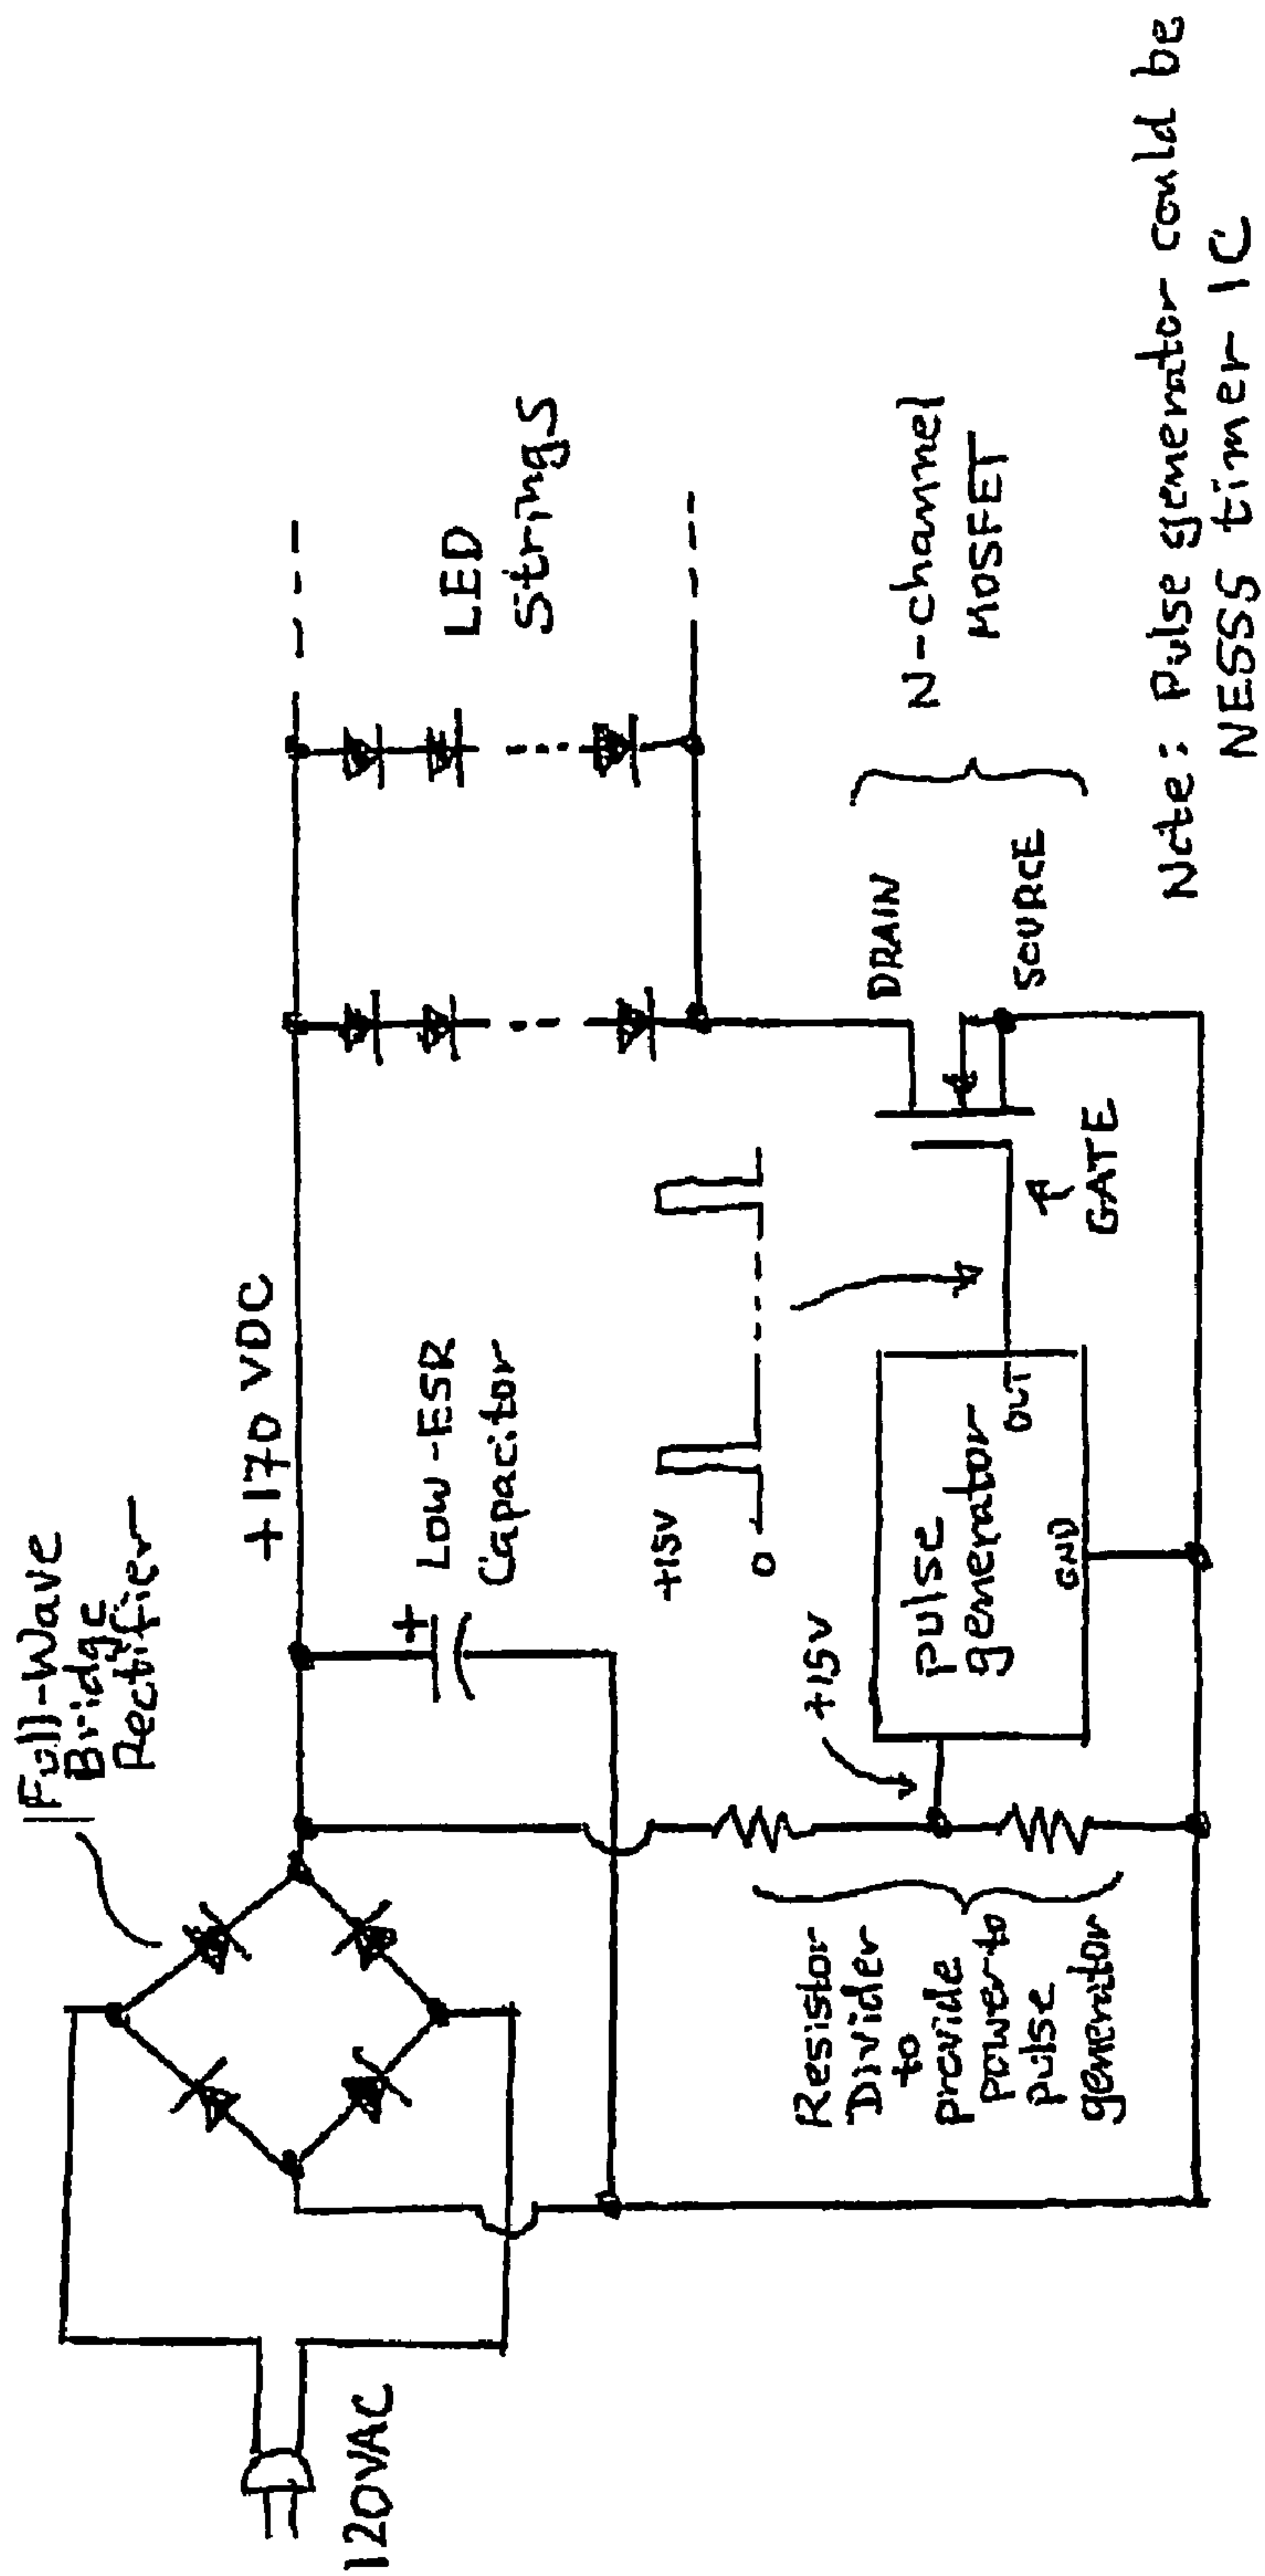 Full-Wave
Bridge
Rectifier
120VAC
+170 VDC
Low-ESR
Capacitor
LED
Strings
+15V
0
+15V
pulse
generator
OUT
GND
Resistor
Divider
to
provide
power to
pulse
generator
DRAIN
SOURCE
GATE
N-channel
MOSFET
Note: Pulse generator could be
NE555 timer IC